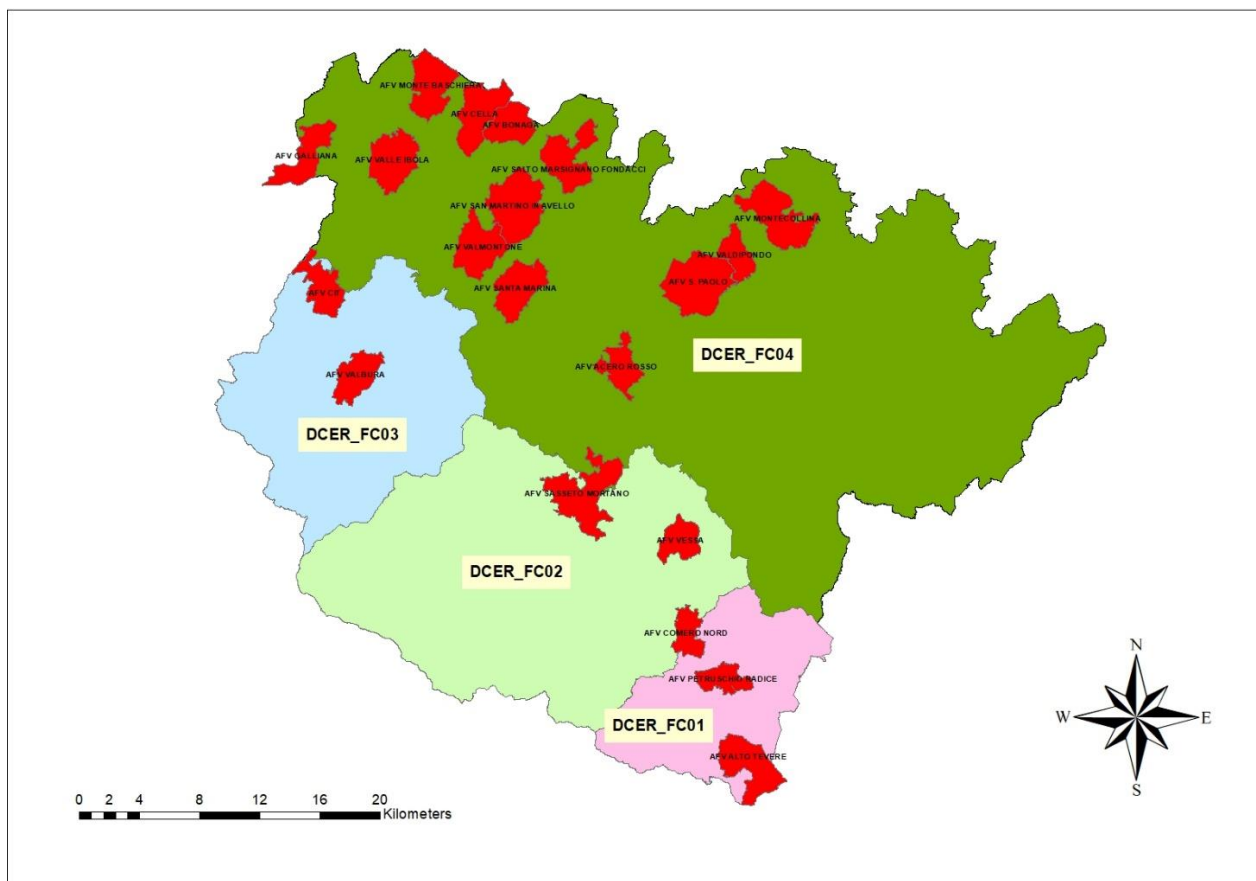 AFV MONTE BASCHIERA
AFV CELLA
AFV BONAGA
AFV GALLIANA
AFV VALLE IBOLA
AFV SALTO MARSIGNANO FONDACCI
AFV SAN MARTINO IN AVELLO
AFV MONTECOLLINA
AFV VALMONTONE
AFV VALDIPONDO
AFV S. PAOLO
AFV SANTA MARINA
DCER_FC04
AFV ACERO ROSSO
AFV VALBURA
DCER_FC03
AFV SASSETO MORTANO
AFV VESSA
DCER_FC02
AFV COMERO NORD
AFV PETRUSCHIO RADICE
DCER_FC01
AFV ALTO TEVERE
N
W
E
S
0 2 4 8 12 16 20
Kilometers